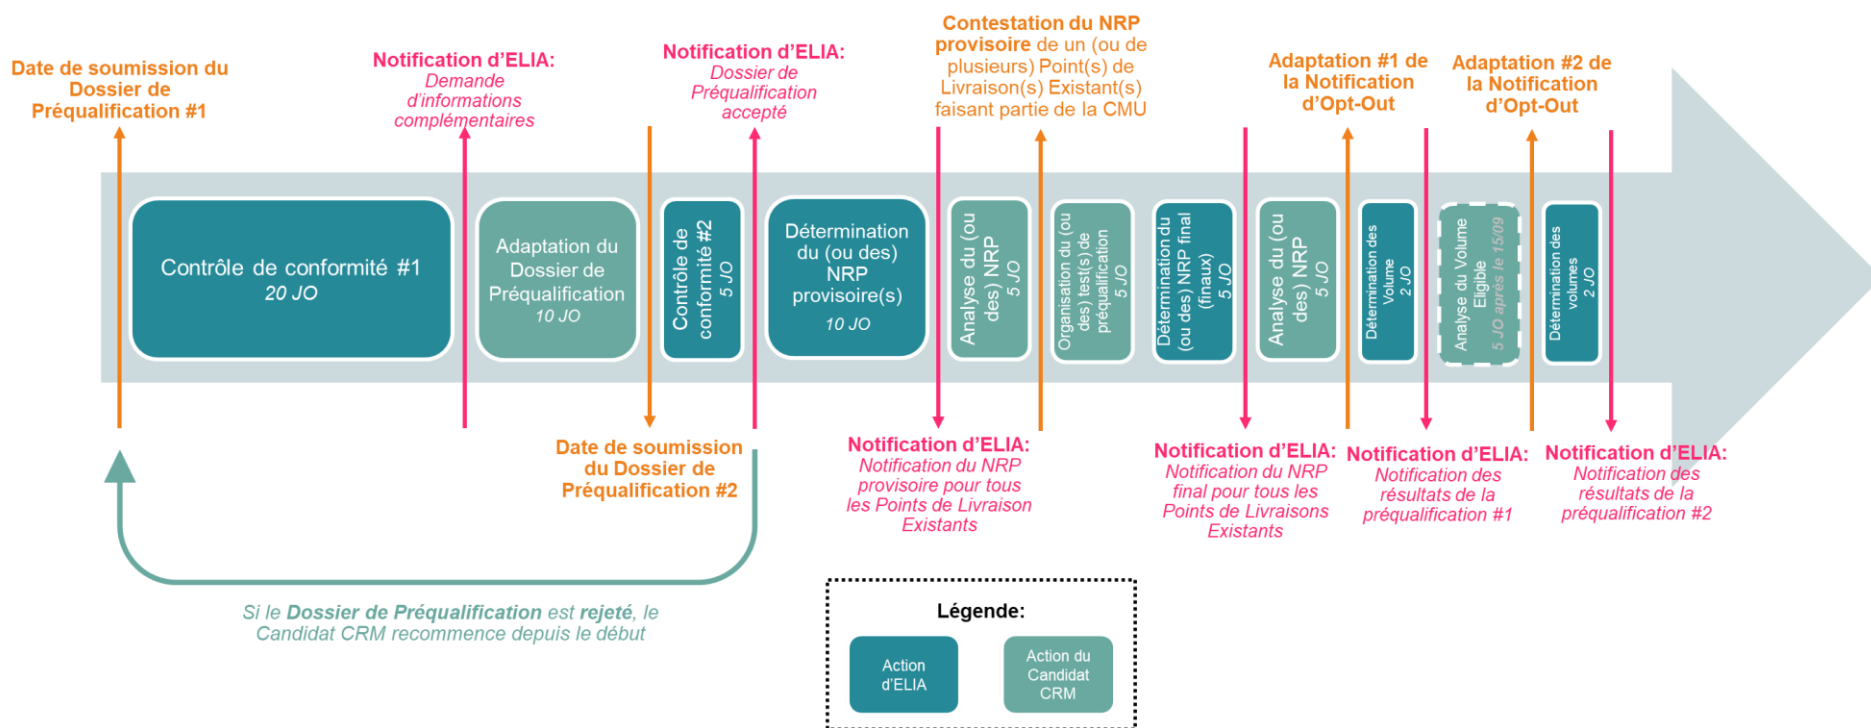 Date de soumission du
Dossier de
Préqualification #1
Notification d'ELIA:
Demande
d'informations
complémentaires
Notification d'ELIA:
Dossier de
Préqualification
accepté
Contestation du NRP
provisoire de un (ou de
plusieurs) Point(s) de
Livraison(s) Existant(s)
faisant partie de la CMU
Adaptation #1 de
la Notification
d'Opt-Out
Adaptation #2 de
la Notification
d'Opt-Out
Contrôle de conformité #1
20 JO
Adaptation du
Dossier de
Préqualification
10 JO
Contrôle de
conformité #2
5 JO
Détermination
du (ou des)
NRP
provisoire(s)
10 JO
Analyse du (ou
des) NRP
5 JO
Organisation du (ou
des) test(s) de
préqualification
5 JO
Détermination du
(ou des) NRP final
(finaux)
5 JO
Analyse du (ou
des) NRP
5 JO
Détermination des
Volume
2 JO
Analyse du Volume
Eligible
5 JO après le 15/09
Détermination des
volumes
2 JO
Date de soumission
du Dossier de
Préqualification #2
Notification d'ELIA:
Notification du NRP
provisoire pour tous
les Points de Livraison
Existants
Notification d'ELIA:
Notification du NRP
final pour tous les
Points de Livraisons
Existants
Notification d'ELIA:
Notification des
résultats de la
préqualification #1
Notification d'ELIA:
Notification des
résultats de la
préqualification #2
Si le Dossier de Préqualification est rejeté, le
Candidat CRM recommence depuis le début
Légende:
Action
d'ELIA
Action du
Candidat
CRM